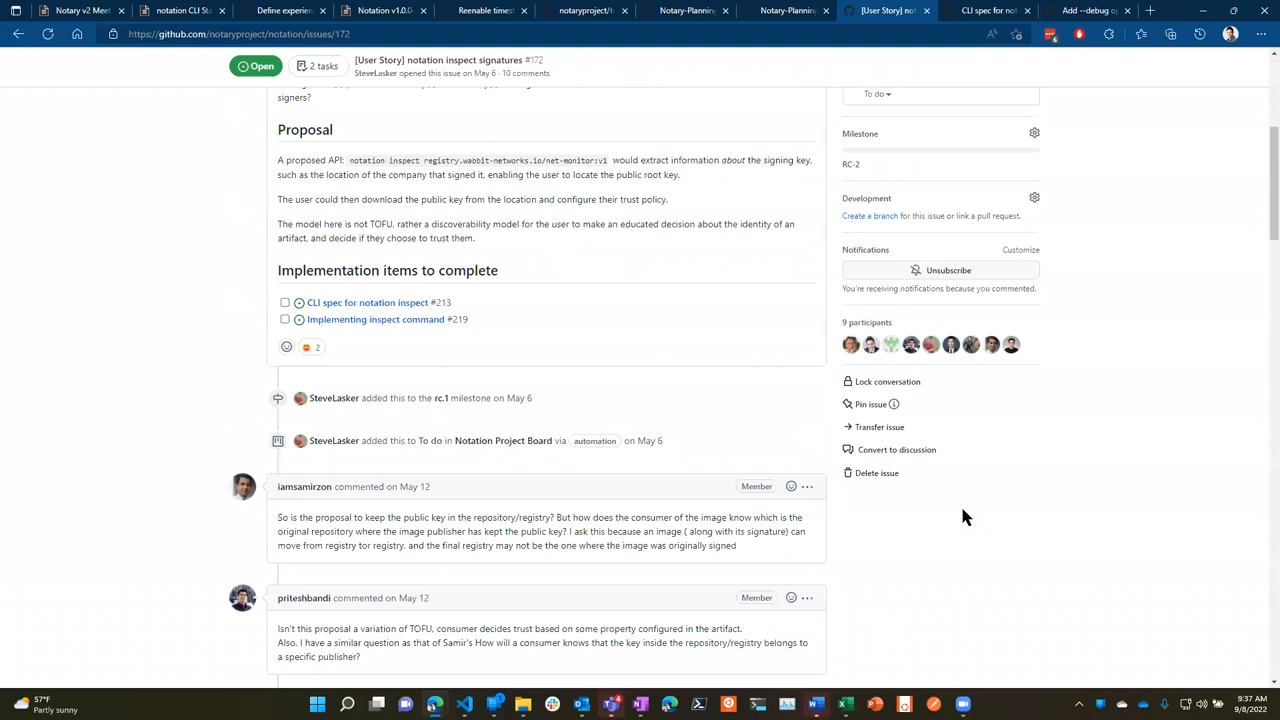 Notary v2 Meet
notation CLI Sta
Define experien
Notation v1.0.0-
Reenable timest
notaryproject/te
Notary-Planning
Notary-Planning
[User Story] not
CLI spec for not
Add --debug op
https://github.com/notaryproject/notation/issues/172
Open
2 tasks
[User Story] notation inspect signatures #172
SteveLasker opened this issue on May 6 · 10 comments
signers?
Proposal
A proposed API: notation inspect registry.wabbit-networks.io/net-monitor:v1 would extract information about the signing key,
such as the location of the company that signed it, enabling the user to locate the public root key.
The user could then download the public key from the location and configure their trust policy.
The model here is not TOFU, rather a discoverability model for the user to make an educated decision about the identity of an
artifact, and decide if they choose to trust them.
Implementation items to complete
CLI spec for notation inspect #213
Implementing inspect command #219
2
SteveLasker added this to the rc.1 milestone on May 6
SteveLasker added this to To do in Notation Project Board via automation on May 6
iamsamirzon commented on May 12
Member
So is the proposal to keep the public key in the repository/registry? But how does the consumer of the image know which is the
original repository where the image publisher has kept the public key? I ask this because an image ( along with its signature) can
move from registry tor registry, and the final registry may not be the one where the image was originally signed
priteshbandi commented on May 12
Member
Isn't this proposal a variation of TOFU, consumer decides trust based on some property configured in the artifact.
Also, I have a similar question as that of Samir's How will a consumer knows that the key inside the repository/registry belongs to
a specific publisher?
To do
Milestone
RC-2
Development
Create a branch for this issue or link a pull request.
Notifications
Customize
Unsubscribe
You're receiving notifications because you commented.
9 participants
Lock conversation
Pin issue
Transfer issue
Convert to discussion
Delete issue
57°F
Partly sunny
9:37 AM
9/8/2022